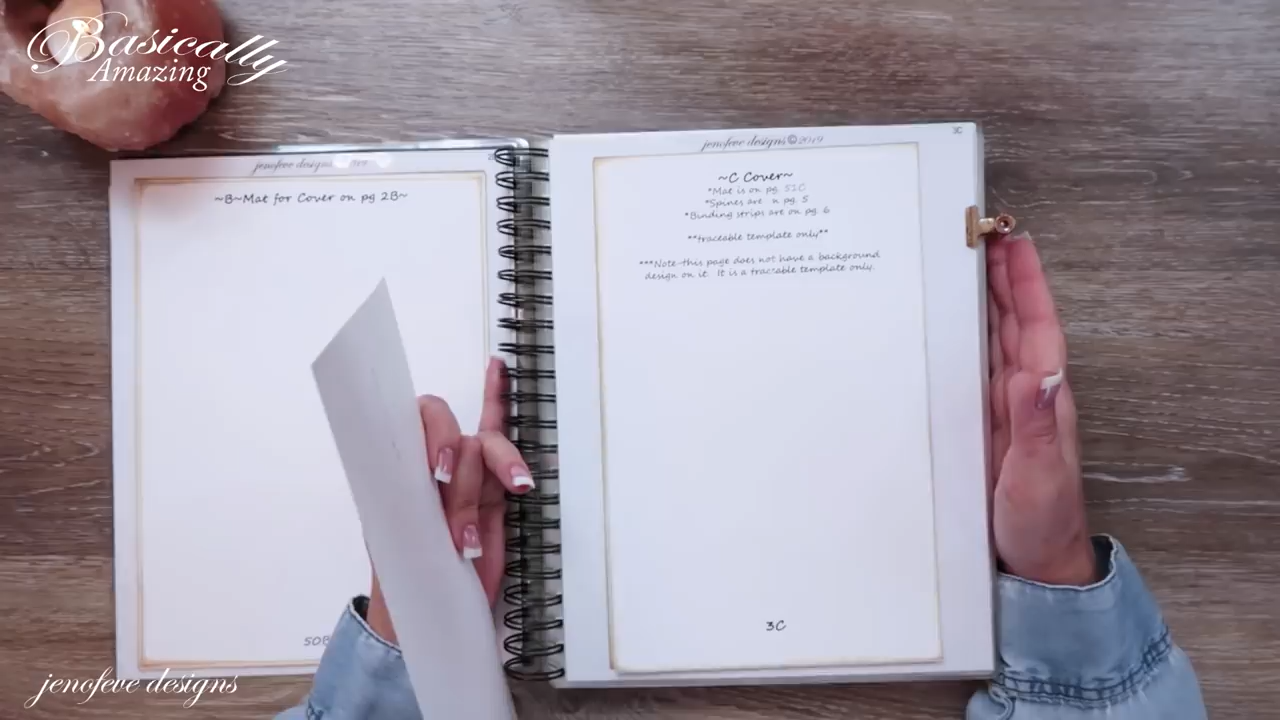 Basically
Amazing
jenofeve designs
~B~Mat for Cover on pg 2B~
50B
jenofeve designs©2019
3C
~C Cover~
*Mat is on pg. 51C
*Spines are on pg. 5
*Binding strips are on pg. 6
**traceable template only**
***Note-this page does not have a background
design on it. It is a traceable template only.
3C
jenofeve designs